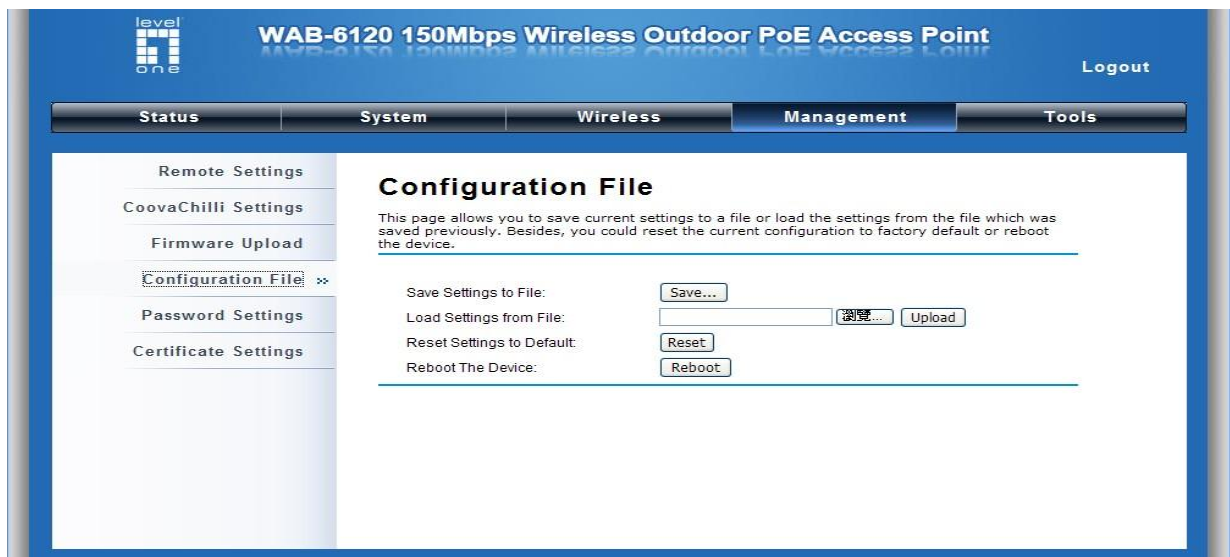 level
one
WAB-6120 150Mbps Wireless Outdoor PoE Access Point
Logout
Status System Wireless Management Tools
Remote Settings
CoovaChilli Settings
Firmware Upload
Configuration File »
Password Settings
Certificate Settings
Configuration File
This page allows you to save current settings to a file or load the settings from the file which was
saved previously. Besides, you could reset the current configuration to factory default or reboot
the device.
Save Settings to File: Save...
Load Settings from File: 瀏覽... Upload
Reset Settings to Default: Reset
Reboot The Device: Reboot